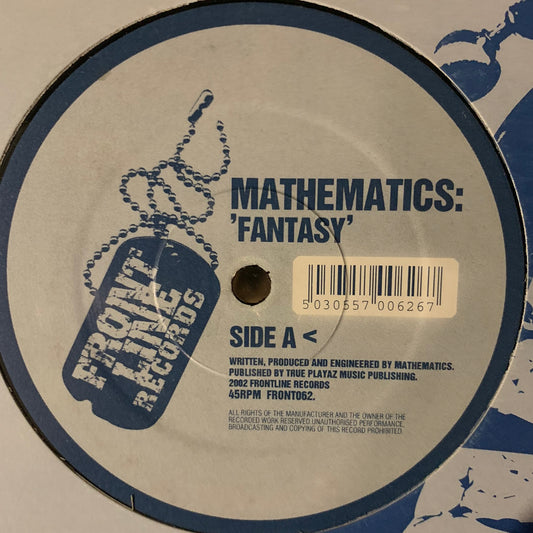 MATHEMATICS:
'FANTASY'
FRONT
LINE
RECORDS
5 030557 006267
SIDE A <
WRITTEN, PRODUCED AND ENGINEERED BY MATHEMATICS.
PUBLISHED BY TRUE PLAYAZ MUSIC PUBLISHING.
2002 FRONTLINE RECORDS
45RPM FRONT062.
ALL RIGHTS OF THE MANUFACTURER AND THE OWNER OF THE
RECORDED WORK RESERVED. UNAUTHORISED PERFORMANCE,
BROADCASTING AND COPYING OF THIS RECORD PROHIBITED.